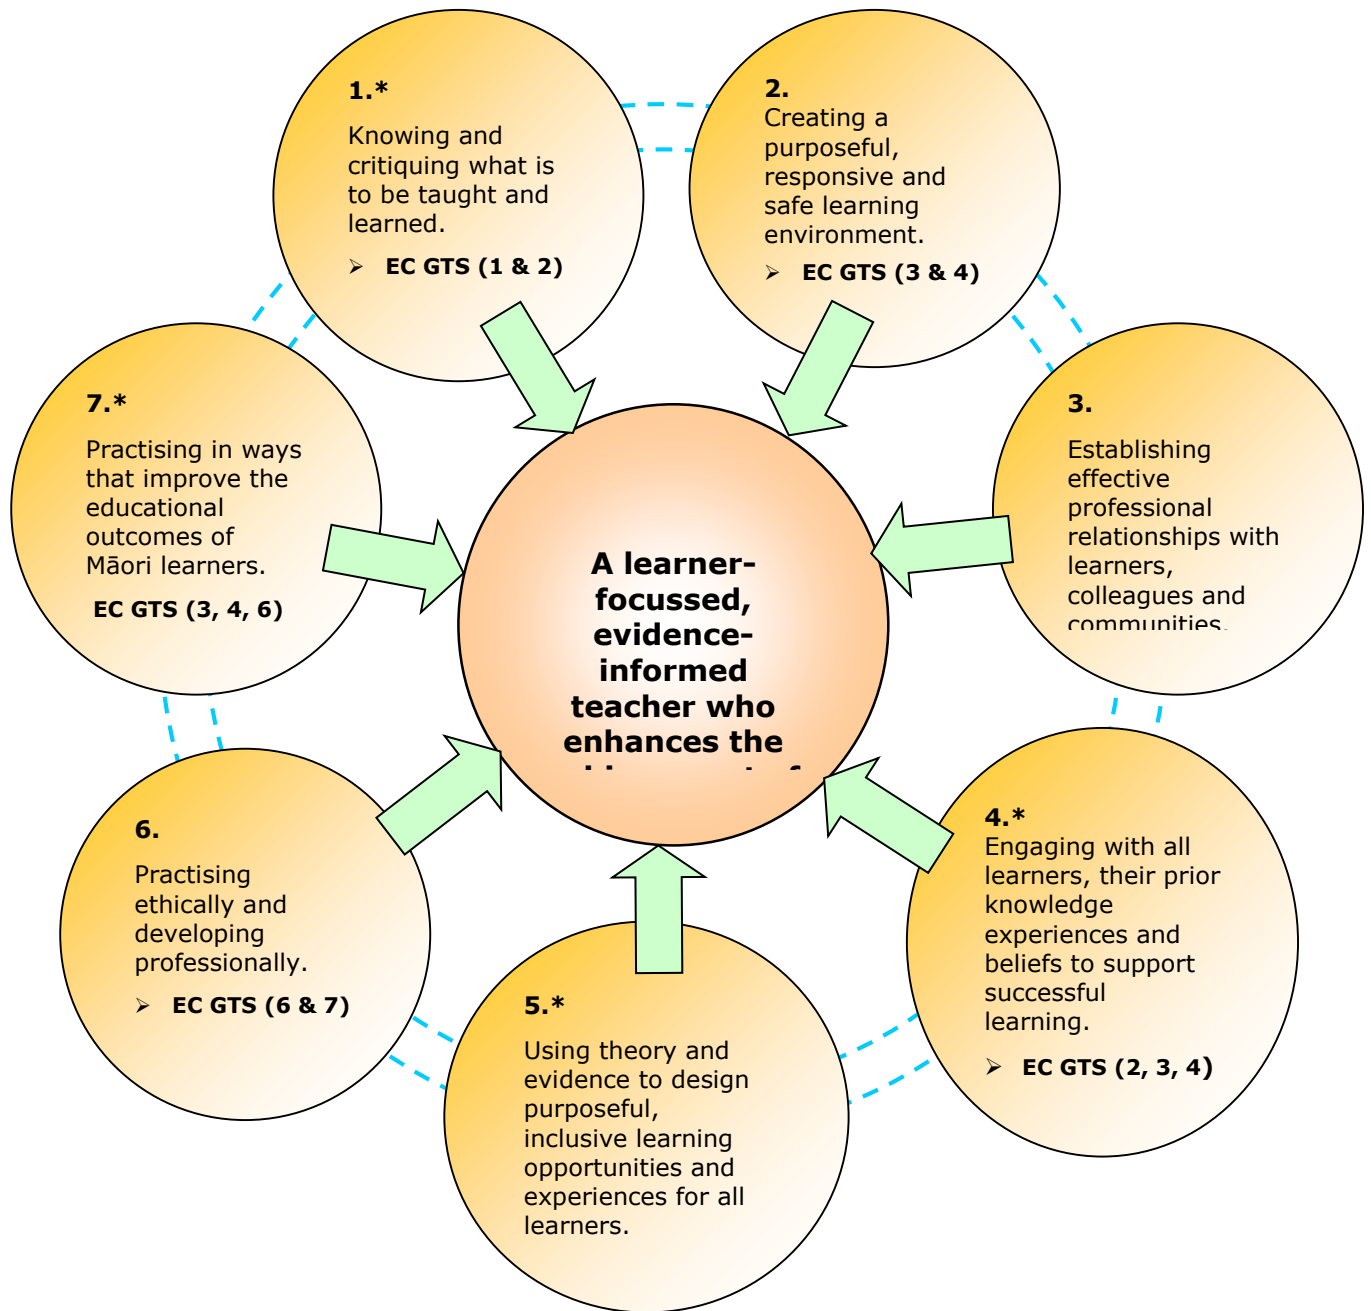 1.*
Knowing and
critiquing what is
to be taught and
learned.
➢ EC GTS (1 & 2)
2.
Creating a
purposeful,
responsive and
safe learning
environment.
➢ EC GTS (3 & 4)
3.
Establishing
effective
professional
relationships with
learners,
colleagues and
communities.
4.*
Engaging with all
learners, their prior
knowledge
experiences and
beliefs to support
successful
learning.
➢ EC GTS (2, 3, 4)
5.*
Using theory and
evidence to design
purposeful,
inclusive learning
opportunities and
experiences for all
learners.
6.
Practising
ethically and
developing
professionally.
➢ EC GTS (6 & 7)
7.*
Practising in ways
that improve the
educational
outcomes of
Māori learners.
EC GTS (3, 4, 6)
A learner-
focussed,
evidence-
informed
teacher who
enhances the